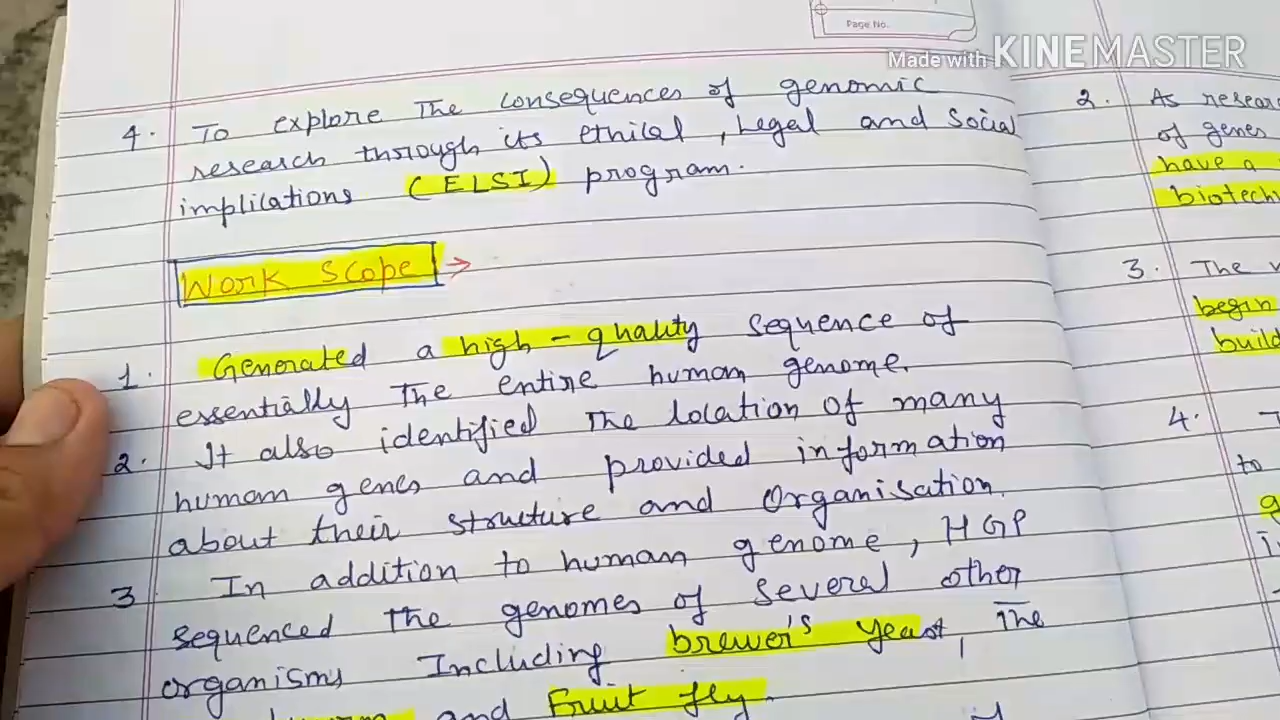 Page No.
Made with KINEMASTER
4. To explore The consequences of genomic
research through its ethical, Legal and Social
implications (ELSI) program.
Work Scope →
1. Generated a high-quality sequence of
essentially The entire human genome.
2. It also identified The location of many
human genes and provided information
about their structure and Organisation.
3 In addition to human genome, HGP
sequenced The genomes of several other
organisms Including brewer's yeast, The
and Fruit fly.
2. As
of genes
have a
biotech
3. The
begin
build
4.
to